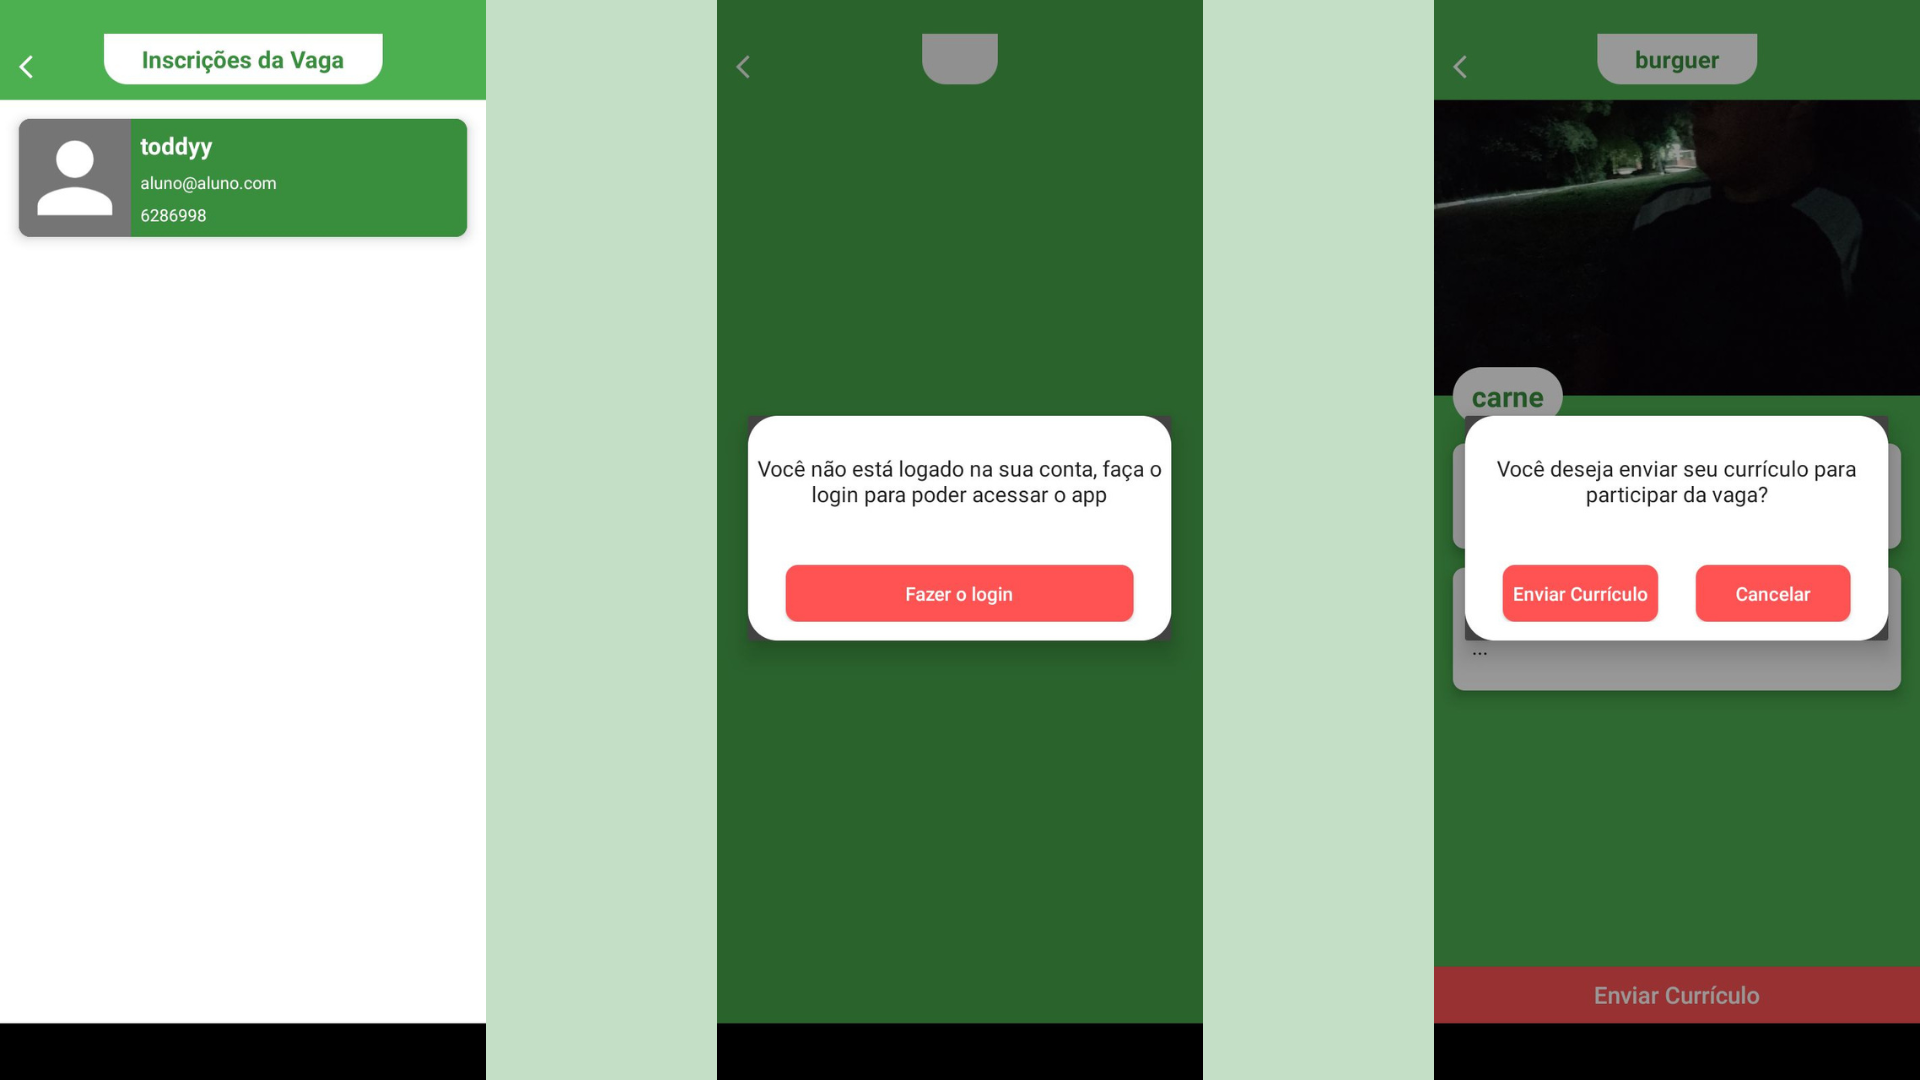 Inscrições da Vaga
toddyy
aluno@aluno.com
6286998
Você não está logado na sua conta, faça o
login para poder acessar o app
Fazer o login
burguer
carne
Você deseja enviar seu currículo para
participar da vaga?
Enviar Currículo
Cancelar
...
Enviar Currículo